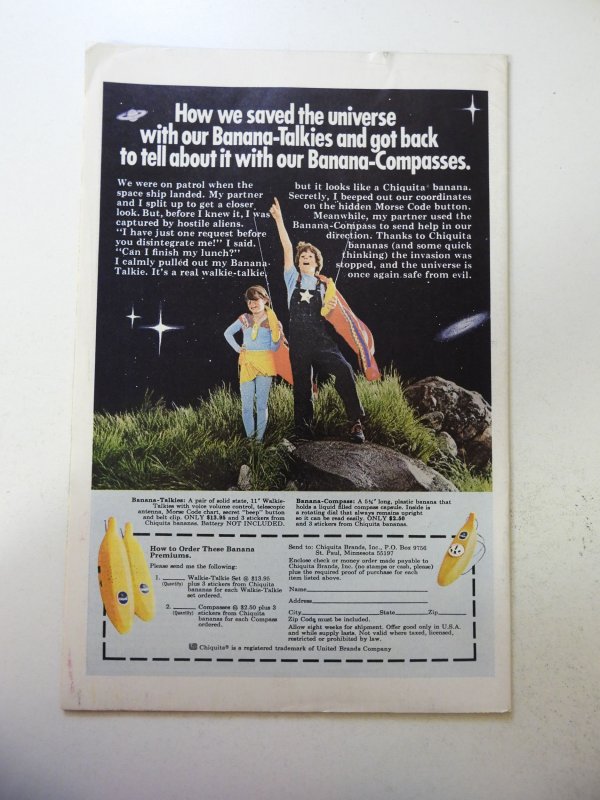 How we saved the universe
with our Banana-Talkies and got back
to tell about it with our Banana-Compasses.
We were on patrol when the
space ship landed. My partner
and I split up to get a closer
look. But, before I knew it, I was
captured by hostile aliens.
"I have just one request before
you disintegrate me!" I said.
"Can I finish my lunch?"
I calmly pulled out my Banana-
Talkie. It's a real walkie-talkie,
but it looks like a Chiquita® banana.
Secretly, I beeped out our coordinates
on the hidden Morse Code button.
Meanwhile, my partner used the
Banana-Compass to send help in our
direction. Thanks to Chiquita
bananas (and some quick
thinking) the invasion was
stopped, and the universe is
once again safe from evil.
Banana-Talkies: A pair of solid state, 11" Walkie-
Talkies with voice volume control, telescopic
antenna, Morse Code chart, secret "beep" button
and belt clip. ONLY $13.95 and 3 stickers from
Chiquita bananas. Battery NOT INCLUDED.
Banana-Compass: A 5¾" long, plastic banana that
holds a liquid filled compass capsule. Inside is
a rotating dial that always remains upright
so it can be read easily. ONLY $2.50
and 3 stickers from Chiquita bananas.
How to Order These Banana
Premiums.
Please send me the following:
1. ____ Walkie-Talkie Set @ $13.95
(Quantity) plus 3 stickers from Chiquita
bananas for each Walkie-Talkie
set ordered.
2. ____ Compasses @ $2.50 plus 3
(Quantity) stickers from Chiquita
bananas for each Compass
ordered.
Send to: Chiquita Brands, Inc., P.O. Box 9756
St. Paul, Minnesota 55197
Enclose check or money order made payable to
Chiquita Brands, Inc. (no stamps or cash, please)
plus the required proof of purchase for each
item listed above.
Name
Address
City State Zip
Zip Code must be included.
Allow eight weeks for shipment. Offer good only in U.S.A.
and while supply lasts. Not valid where taxed, licensed,
restricted or prohibited by law.
Chiquita® is a registered trademark of United Brands Company